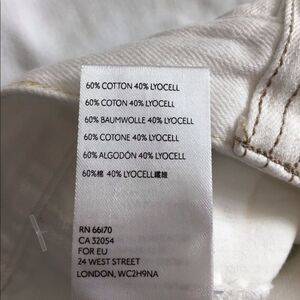 60% COTTON 40% LYOCELL
60% COTON 40% LYOCELL
60% BAUMWOLLE 40% LYOCELL
60% COTONE 40% LYOCELL
60% ALGODÓN 40% LYOCELL
60%棉 40% LYOCELL纖維
RN 66170
CA 32054
FOR EU
24 WEST STREET
LONDON, WC2H9NA